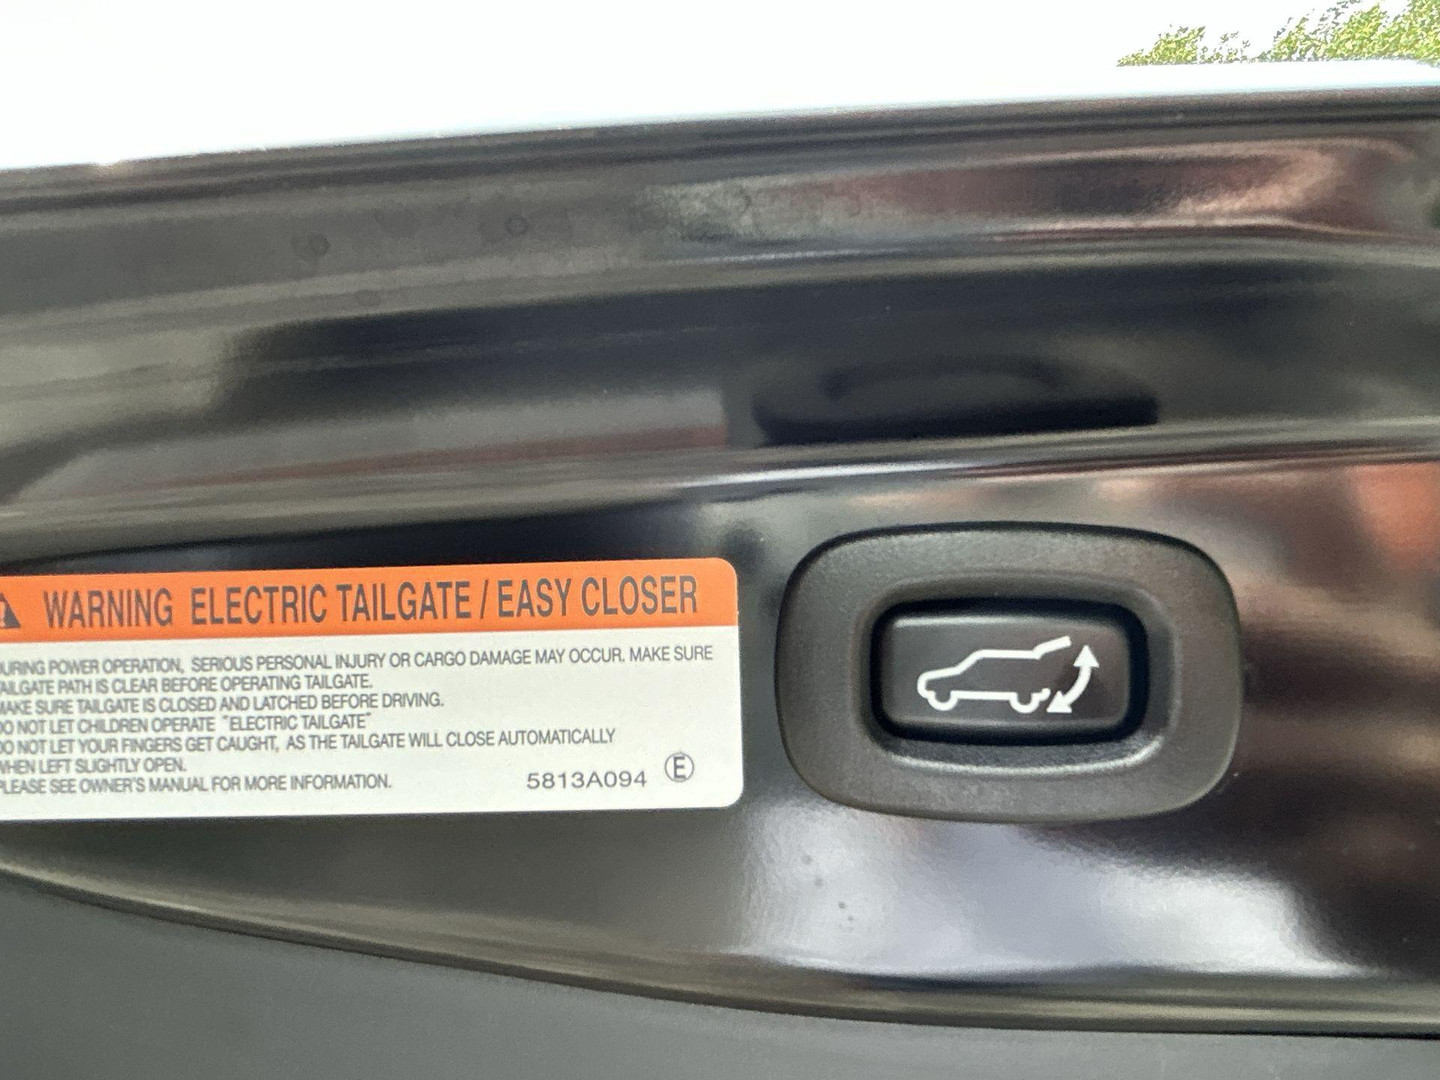 WARNING ELECTRIC TAILGATE / EASY CLOSER
URING POWER OPERATION, SERIOUS PERSONAL INJURY OR CARGO DAMAGE MAY OCCUR. MAKE SURE
AILGATE PATH IS CLEAR BEFORE OPERATING TAILGATE.
MAKE SURE TAILGATE IS CLOSED AND LATCHED BEFORE DRIVING.
DO NOT LET CHILDREN OPERATE "ELECTRIC TAILGATE"
DO NOT LET YOUR FINGERS GET CAUGHT, AS THE TAILGATE WILL CLOSE AUTOMATICALLY
WHEN LEFT SLIGHTLY OPEN.
PLEASE SEE OWNER'S MANUAL FOR MORE INFORMATION.
5813A094 Ⓔ